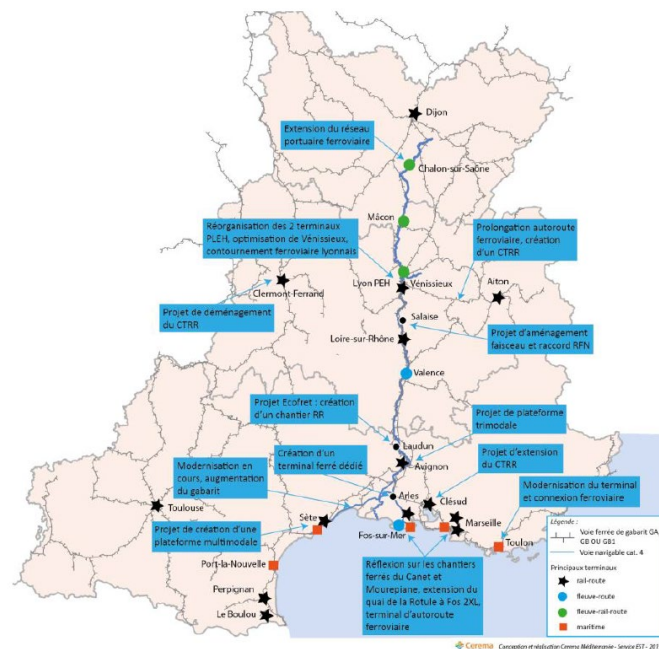 Dijon
Extension du réseau
portuaire ferroviaire
Chalon-sur-Saône
Mâcon
Réorganisation des 2 terminaux
PLEH, optimisation de Vénissieux,
contournement ferroviaire lyonnais
Prolongation autoroute
ferroviaire, création
d'un CTRR
Lyon PEH
Vénissieux
Aiton
Clermont-Ferrand
Projet de déménagement
du CTRR
Salaise
Loire-sur-Rhône
Projet d'aménagement
faisceau et raccord RFN
Valence
Projet Ecofret : création
d'un chantier RR
Projet de plateforme
trimodale
Laudun
Avignon
Création d'un
terminal ferré dédié
Projet d'extension
du CTRR
Modernisation en
cours, augmentation
du gabarit
Modernisation du terminal
et connexion ferroviaire
Arles
Clésud
Toulouse
Projet de création d'une
plateforme multimodale
Sète
Fos-sur-Mer
Marseille
Toulon
Port-la-Nouvelle
Réflexion sur les chantiers
ferrés du Canet et
Mourepiane, extension du
quai de la Rotule à Fos 2XL,
terminal d'autoroute
ferroviaire
Perpignan
Le Boulou
Légende :
Voie ferrée de gabarit GA
GB OU GB1
Voie navigable cat. 4
Principaux terminaux
rail-route
fleuve-route
fleuve-rail-route
maritime
Cerema Conception et réalisation Cerema Méditerranée - Service EST - 201